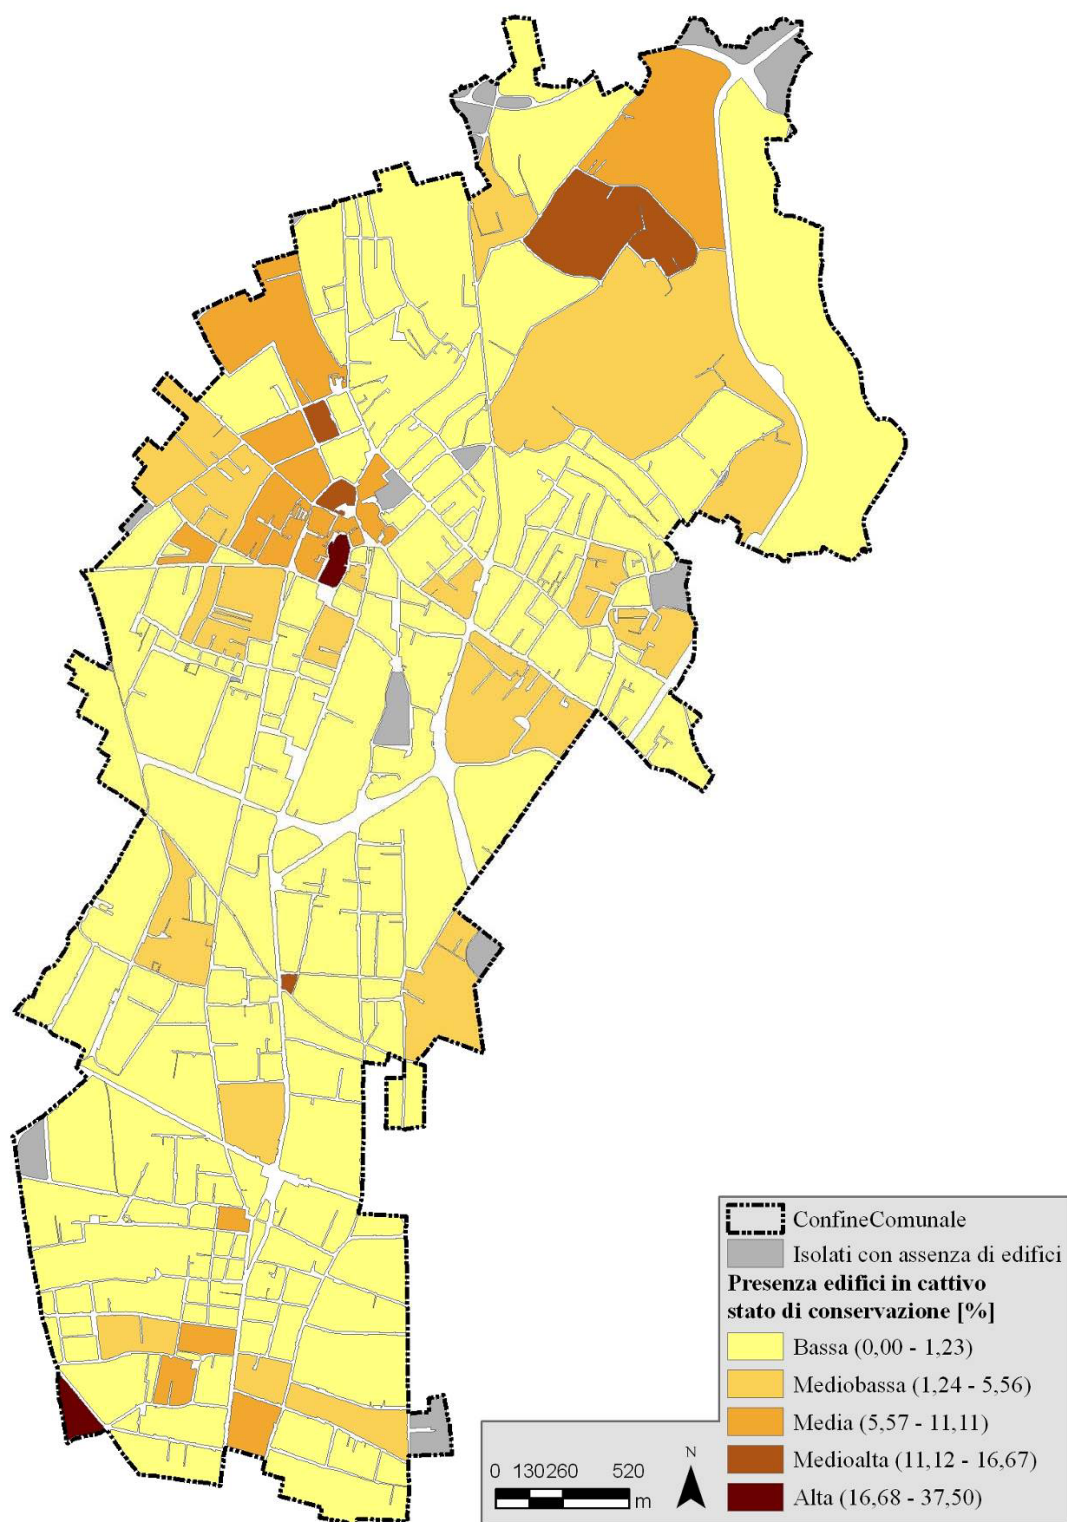 ConfineComunale
Isolati con assenza di edifici
Presenza edifici in cattivo
stato di conservazione [%]
Bassa (0,00 - 1,23)
Mediobassa (1,24 - 5,56)
Media (5,57 - 11,11)
Medioalta (11,12 - 16,67)
Alta (16,68 - 37,50)
N
0 130260 520
m